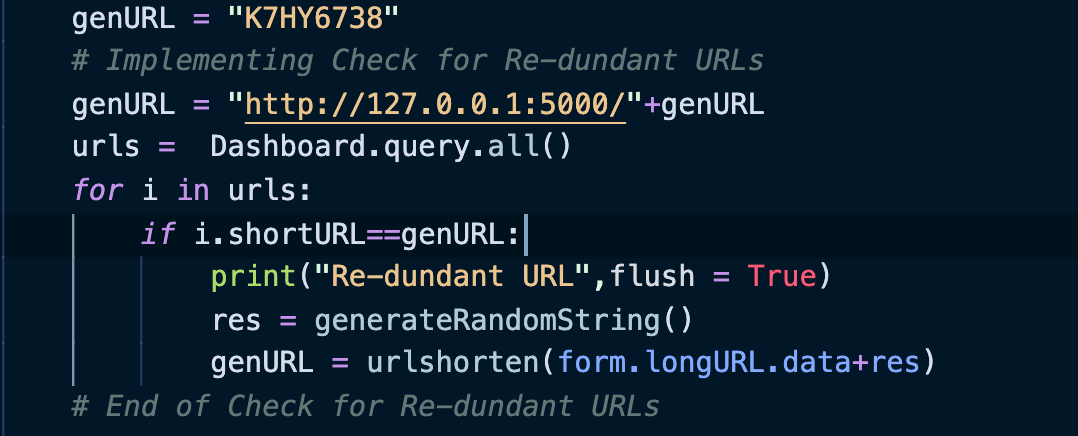 genURL = "K7HY6738"
# Implementing Check for Re-dundant URLs
genURL = "http://127.0.0.1:5000/"+genURL
urls =  Dashboard.query.all()
for i in urls:
    if i.shortURL==genURL:
        print("Re-dundant URL",flush = True)
        res = generateRandomString()
        genURL = urlshorten(form.longURL.data+res)
# End of Check for Re-dundant URLs